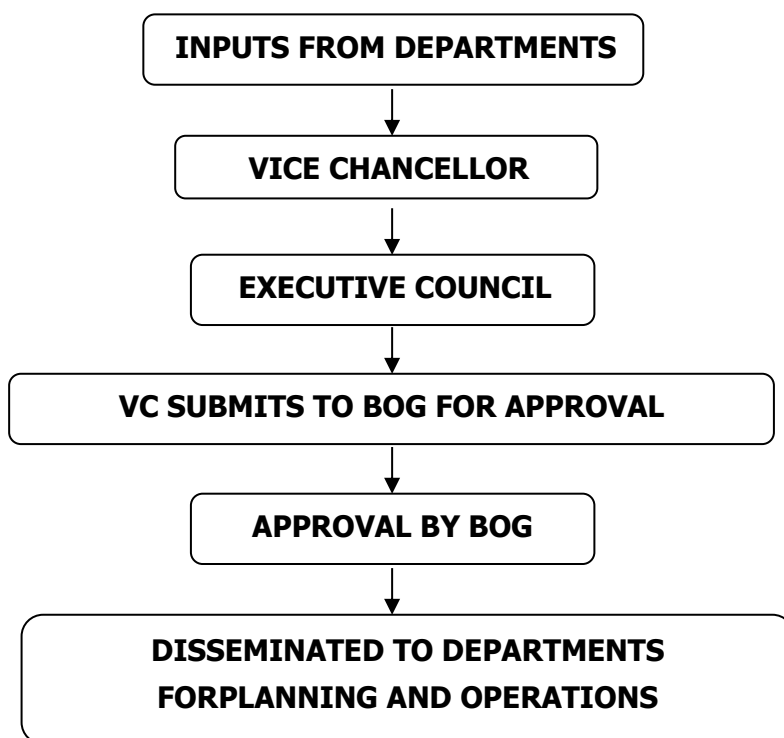 INPUTS FROM DEPARTMENTS
VICE CHANCELLOR
EXECUTIVE COUNCIL
VC SUBMITS TO BOG FOR APPROVAL
APPROVAL BY BOG
DISSEMINATED TO DEPARTMENTS
FORPLANNING AND OPERATIONS